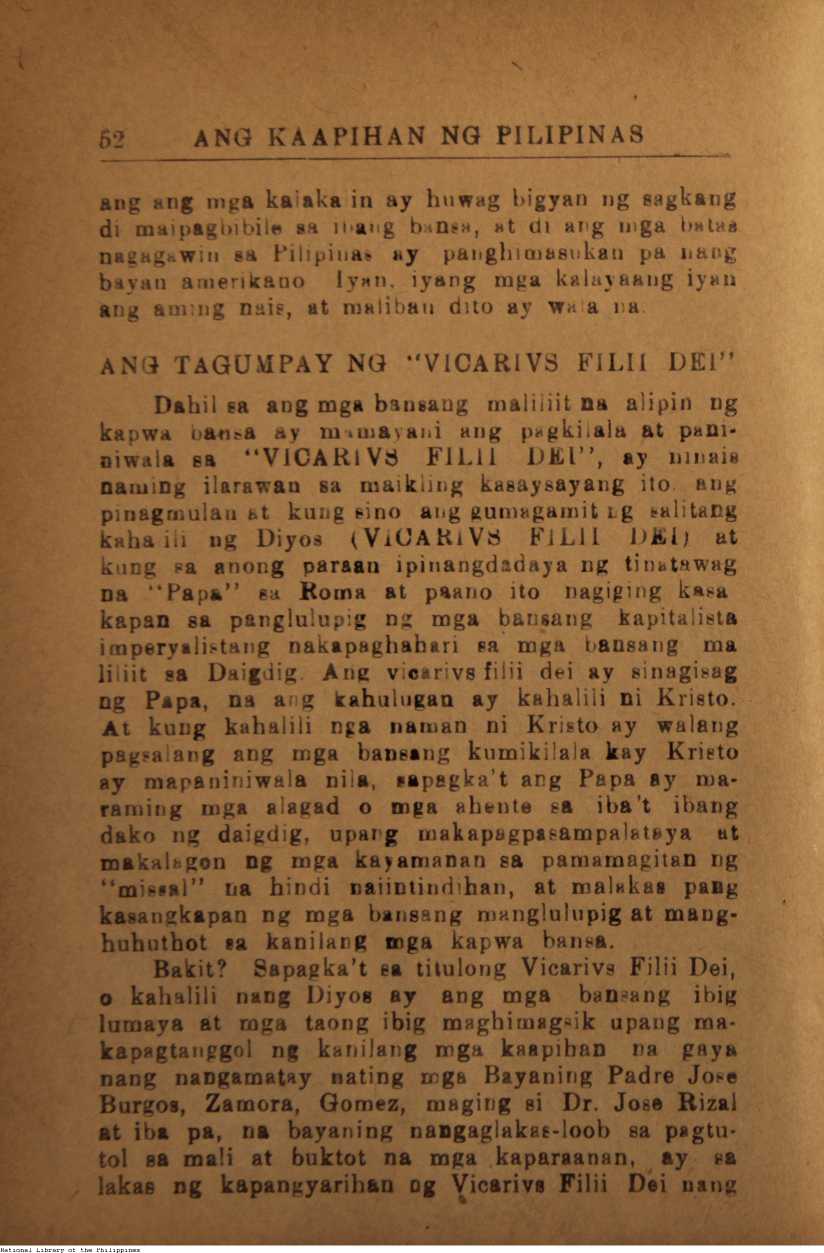 52 ANG KAAPIHAN NG PILIPINAS
ang ang mga kalakalin ay huwag bigyan ng sagkang
di maipagbibile sa ibang bansa, at di ang mga batas
nagagawin sa Pilipinas ay panghimasukan pa nang
bayan amerikano Iyan, iyang mga kalayaang iyan
ang aming nais, at maliban dito ay wala na.
ANG TAGUMPAY NG "VICARIVS FILII DEI"
Dahil sa ang mga bansang maliliit na alipin ng
kapwa bansa ay mamayani ang pagkilala at pani-
niwala sa "VICARIVS FILII DEI", ay ninais
naming ilarawan sa maikling kasaysayang ito. ang
pinagmulan at kung sino ang gumagamit ng salitang
kahalili ng Diyos (VICARIVS FILII DEI) at
kung sa anong paraan ipinangdadaya ng tinatawag
na "Papa" sa Roma at paano ito nagiging kasa
kapan sa panglulupig ng mga bansang kapitalista
imperyalistang nakapaghahari sa mga bansang ma
liliit sa Daigdig. Ang vicarivs filii dei ay sinagisag
ng Papa, na ang kahulugan ay kahalili ni Kristo.
At kung kahalili nga naman ni Kristo ay walang
pagsalang ang mga bansang kumikilala kay Kristo
ay mapaniniwala nila, sapagka't ang Papa ay ma-
raming mga alagad o mga ahente sa iba't ibang
dako ng daigdig, upang makapagpasampalataya at
makalagon ng mga kayamanan sa pamamagitan ng
"missal" na hindi naiintindihan, at malakas pang
kasangkapan ng mga bansang manglulupig at mang-
huhuthot sa kanilang mga kapwa bansa.
Bakit? Sapagka't sa titulong Vicarivs Filii Dei,
o kahalili nang Diyos ay ang mga bansang ibig
lumaya at mga taong ibig maghimagsik upang ma-
kapagtanggol ng kanilang mga kaapihan na gaya
nang nangamatay nating mga Bayaning Padre Jose
Burgos, Zamora, Gomez, maging si Dr. Jose Rizal
at iba pa, na bayaning nangaglakas-loob sa pagtu-
tol sa mali at buktot na mga kaparaanan, ay sa
lakas ng kapangyarihan ng Vicarivs Filii Dei nang
National Library of the Philippines